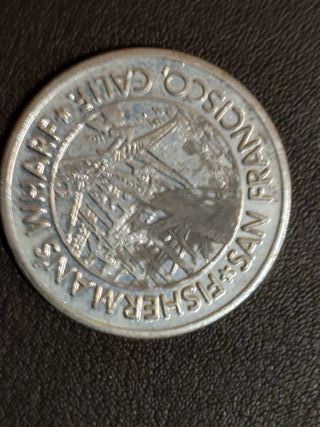 FISHERMAN'S WHARF
SAN FRANCISCO, CALIF.